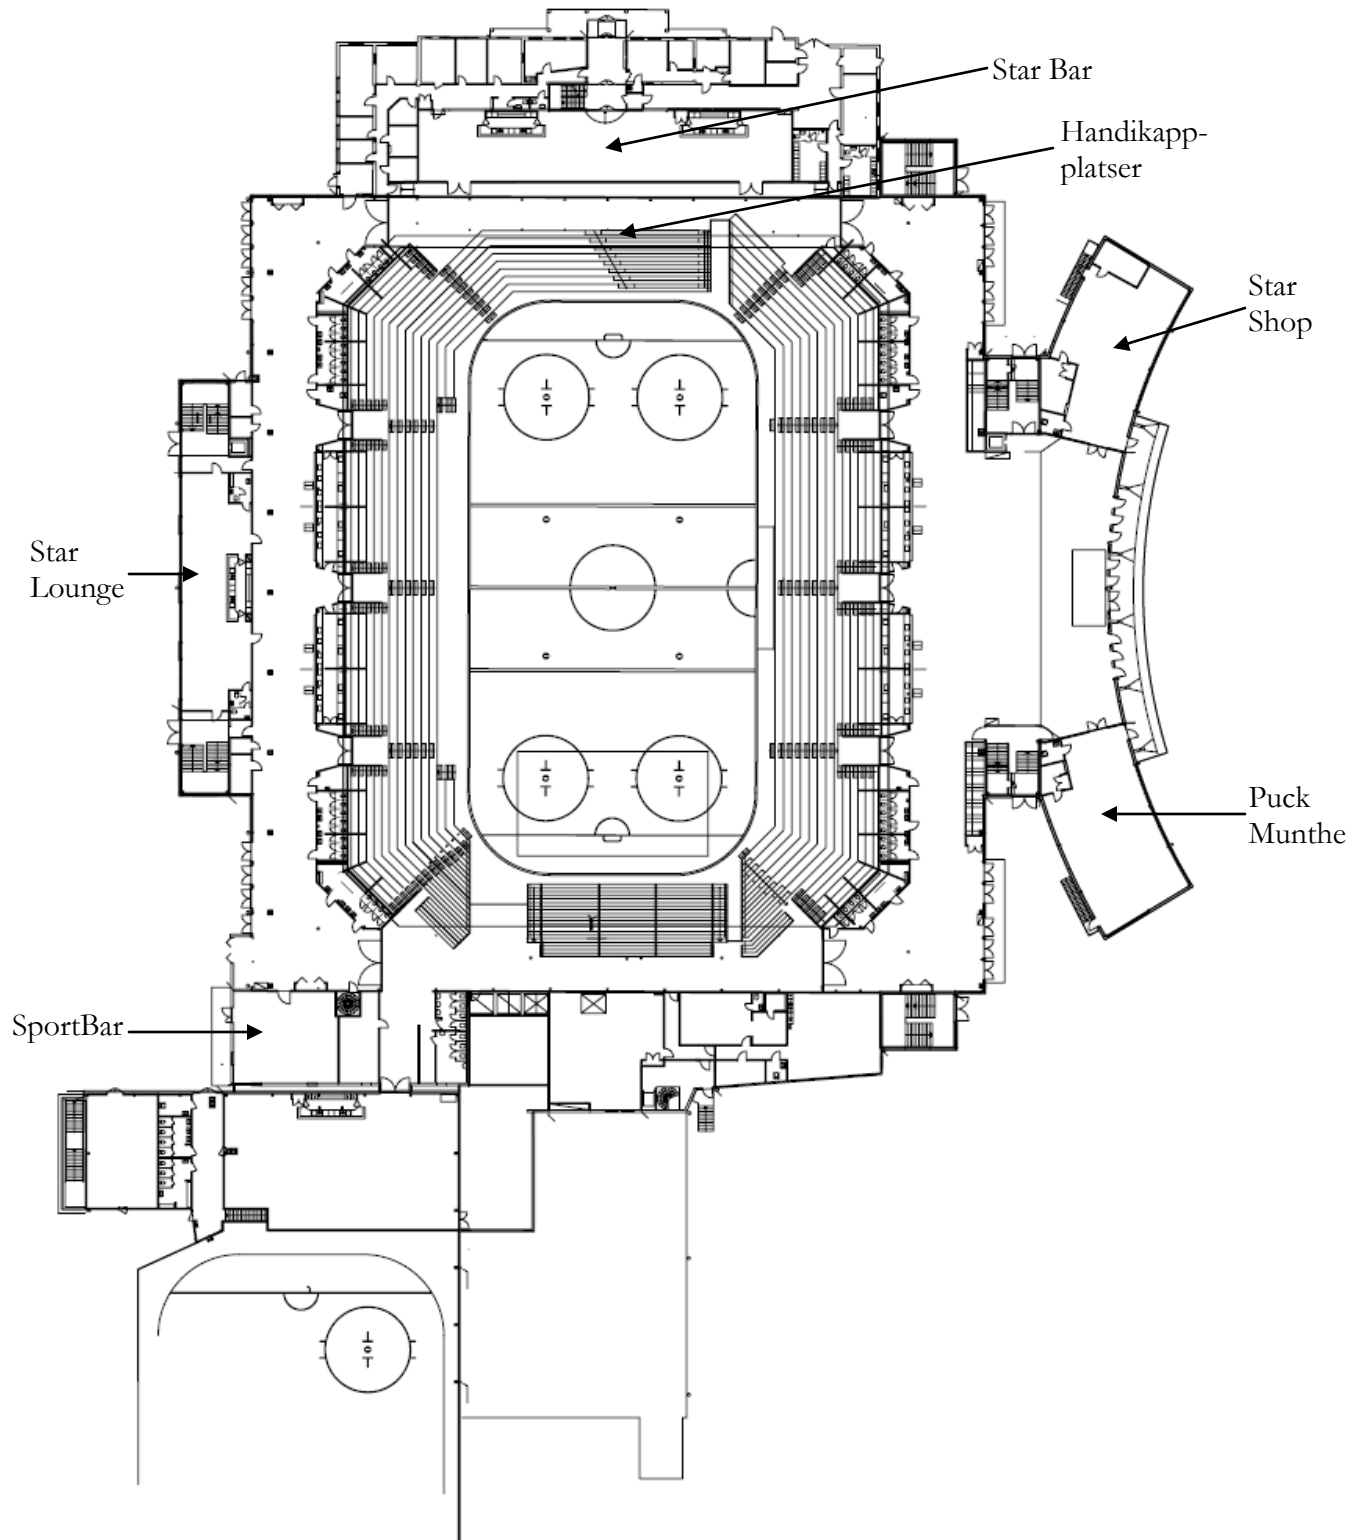 Star Bar
Handikapp-
platser
Star
Shop
Star
Lounge
Puck
Munthe
SportBar